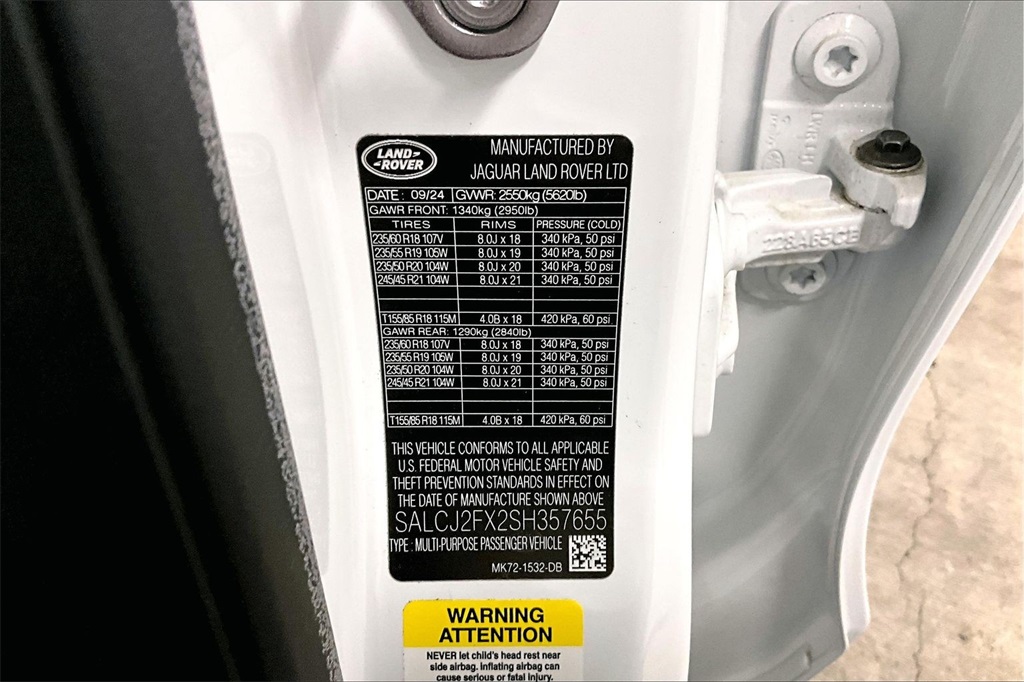 LAND-
-ROVER
MANUFACTURED BY
JAGUAR LAND ROVER LTD
DATE: 09/24 GVWR: 2550kg (5620lb)
GAWR FRONT: 1340kg (2950lb)
TIRES RIMS PRESSURE (COLD)
235/60 R18 107V 8.0J x 18 340 kPa, 50 psi
235/55 R19 105W 8.0J x 19 340 kPa, 50 psi
235/50 R20 104W 8.0J x 20 340 kPa, 50 psi
245/45 R21 104W 8.0J x 21 340 kPa, 50 psi
T155/85 R18 115M 4.0B x 18 420 kPa, 60 psi
GAWR REAR: 1290kg (2840lb)
235/60 R18 107V 8.0J x 18 340 kPa, 50 psi
235/55 R19 105W 8.0J x 19 340 kPa, 50 psi
235/50 R20 104W 8.0J x 20 340 kPa, 50 psi
245/45 R21 104W 8.0J x 21 340 kPa, 50 psi
T155/85 R18 115M 4.0B x 18 420 kPa, 60 psi
THIS VEHICLE CONFORMS TO ALL APPLICABLE
U.S. FEDERAL MOTOR VEHICLE SAFETY AND
THEFT PREVENTION STANDARDS IN EFFECT ON
THE DATE OF MANUFACTURE SHOWN ABOVE
SALCJ2FX2SH357655
TYPE : MULTI-PURPOSE PASSENGER VEHICLE
MK72-1532-DB
WARNING
ATTENTION
NEVER let child's head rest near
side airbag. Inflating airbag can
cause serious or fatal injury.